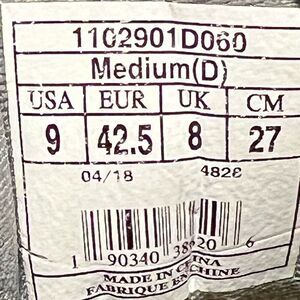 1102901D060
Medium(D)
USA EUR UK CM
9 42.5 8 27
04/18 4828
1 90340 38920 6
MADE IN CHINA
FABRIQUE EN CHINE